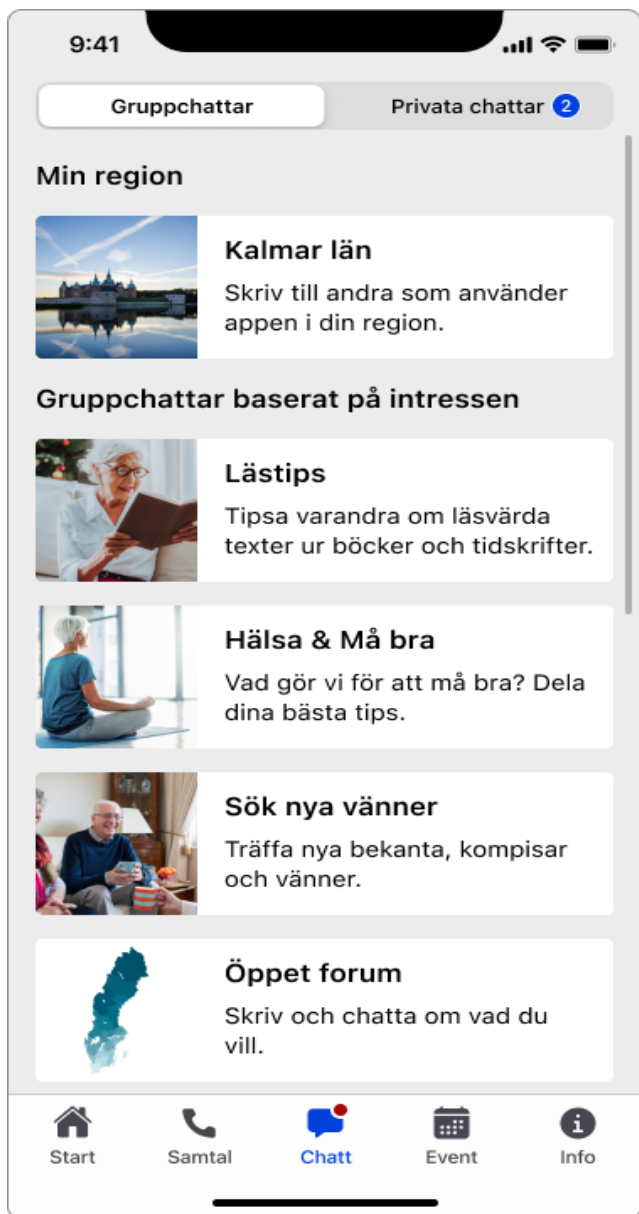 9:41
Gruppchattar
Privata chattar 2
Min region
Kalmar län
Skriv till andra som använder
appen i din region.
Gruppchattar baserat på intressen
Lästips
Tipsa varandra om läsvärda
texter ur böcker och tidskrifter.
Hälsa & Må bra
Vad gör vi för att må bra? Dela
dina bästa tips.
Sök nya vänner
Träffa nya bekanta, kompisar
och vänner.
Öppet forum
Skriv och chatta om vad du
vill.
Start
Samtal
Chatt
Event
Info